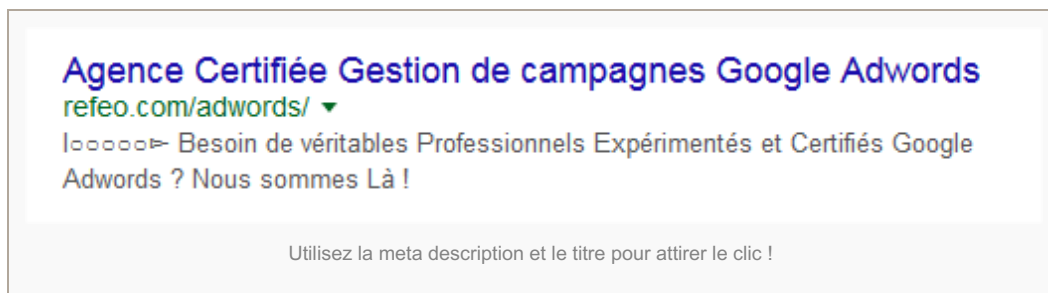 Agence Certifiée Gestion de campagnes Google Adwords
refeo.com/adwords/ ▼
I○○○○○► Besoin de véritables Professionnels Expérimentés et Certifiés Google
Adwords ? Nous sommes Là !
Utilisez la meta description et le titre pour attirer le clic !